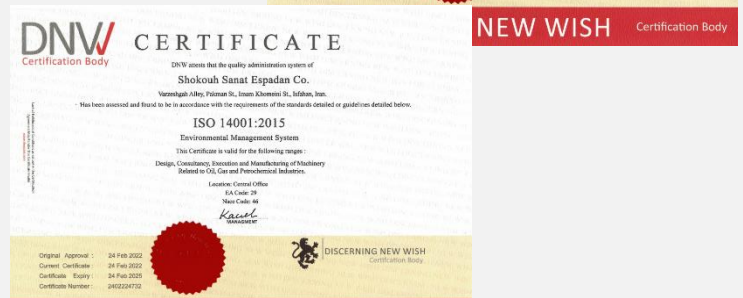 DNV
Certification Body
CERTIFICATE
DNW attests that the quality administration system of
Shokouh Sanat Espadan Co.
Varzeshgah Alley, Palman St., Imam Khomeini St., Isfahan, Iran.
Has been assessed and found to be in accordance with the requirements of the standards detailed or guidelines detailed below.
ISO 14001:2015
Environmental Management System
This Certificate is valid for the following ranges :
Design, Consultancy, Execution and Manufacturing of Machinery
Related to Oil, Gas and Petrochemical Industries.
Location: Central Office
EA Code: 29
Nace Code: 46
MANAGMENT
Original Approval : 24 Feb 2022
Current Certificate : 24 Feb 2022
Certificate Expiry : 24 Feb 2025
Certificate Number : 2402224732
DISCERNING NEW WISH
Certification Body
NEW WISH Certification Body